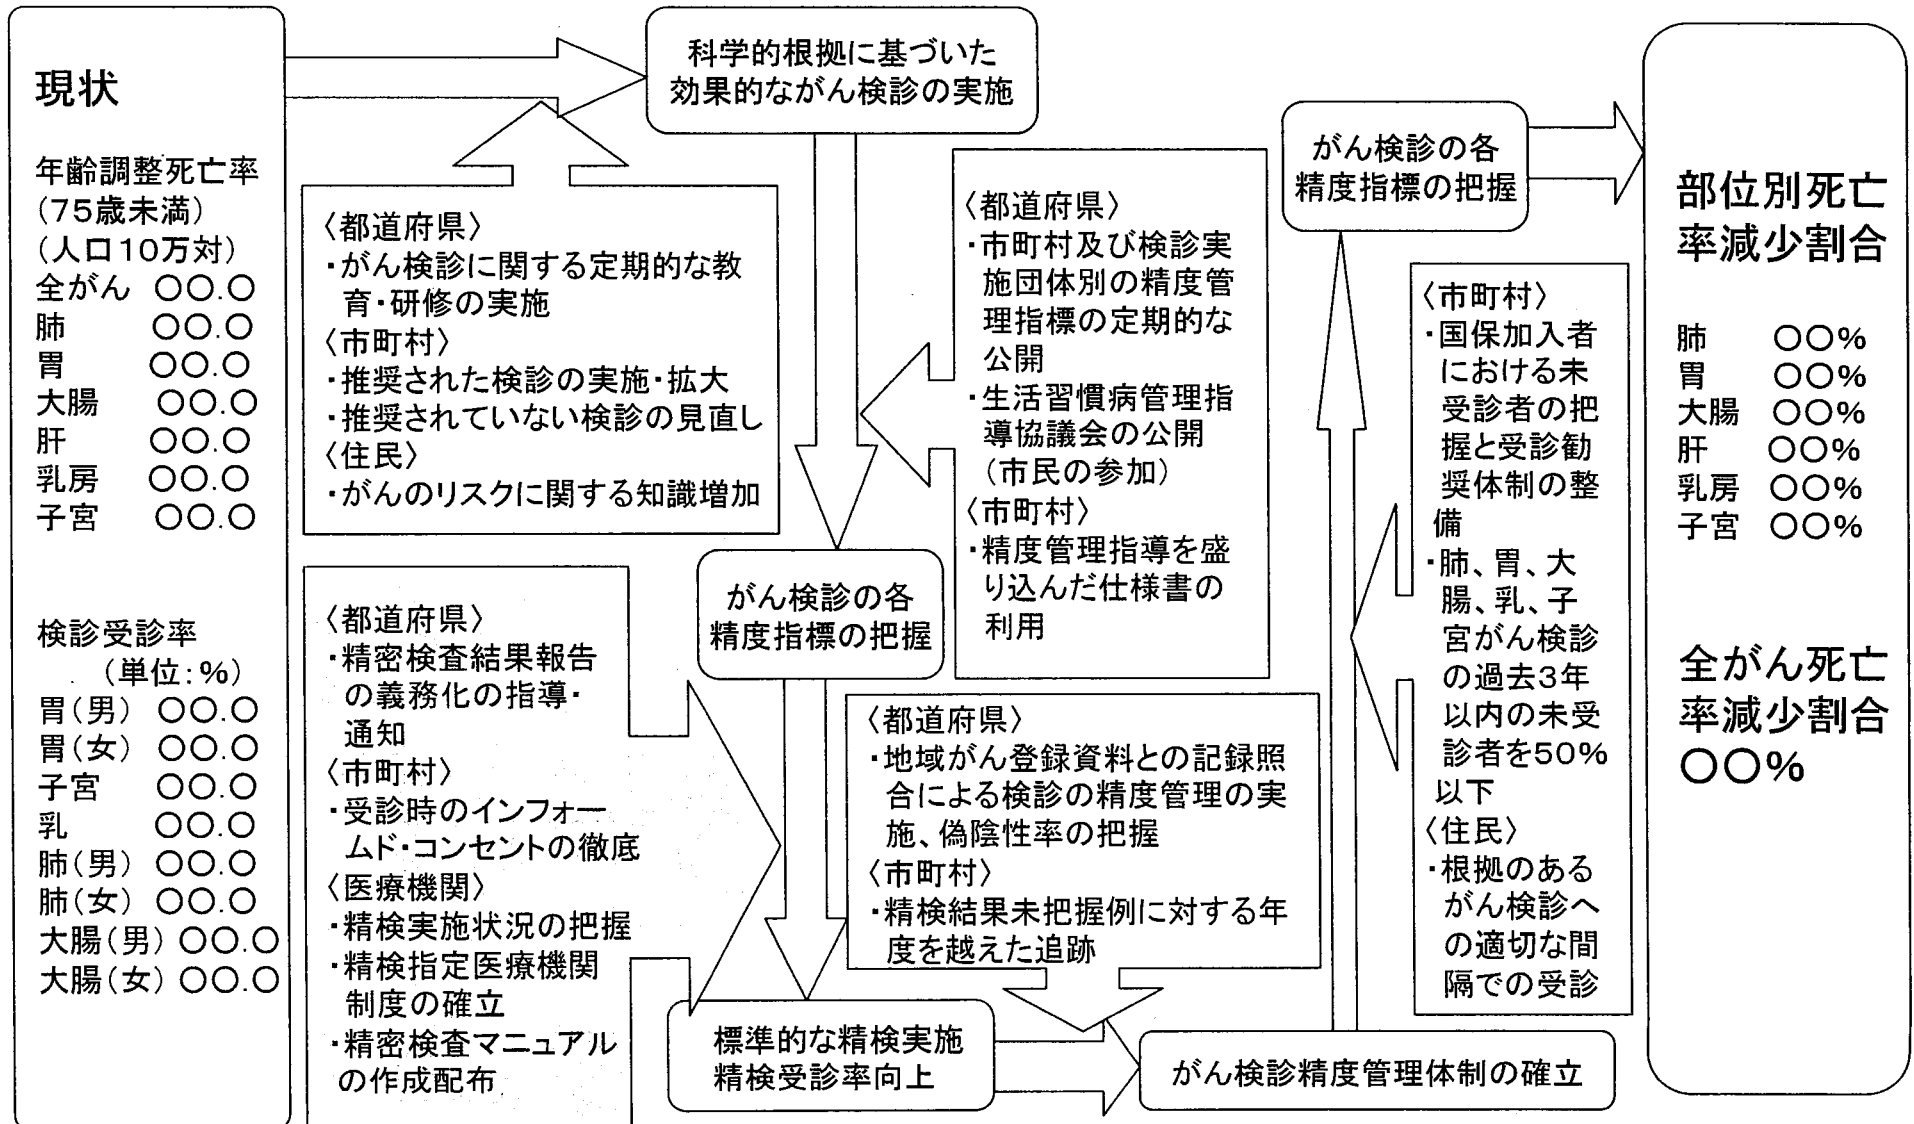 現状
年齢調整死亡率
(75歳未満)
(人口10万対)
全がん 〇〇.〇
肺 〇〇.〇
胃 〇〇.〇
大腸 〇〇.〇
肝 〇〇.〇
乳房 〇〇.〇
子宮 〇〇.〇
検診受診率
(単位:%)
胃(男) 〇〇.〇
胃(女) 〇〇.〇
子宮 〇〇.〇
乳 〇〇.〇
肺(男) 〇〇.〇
肺(女) 〇〇.〇
大腸(男) 〇〇.〇
大腸(女) 〇〇.〇
科学的根拠に基づいた
効果的ながん検診の実施
〈都道府県〉
・がん検診に関する定期的な教
育・研修の実施
〈市町村〉
・推奨された検診の実施・拡大
・推奨されていない検診の見直し
〈住民〉
・がんのリスクに関する知識増加
〈都道府県〉
・市町村及び検診実
施団体別の精度管
理指標の定期的な
公開
・生活習慣病管理指
導協議会の公開
(市民の参加)
〈市町村〉
・精度管理指導を盛
り込んだ仕様書の
利用
がん検診の各
精度指標の把握
〈都道府県〉
・精密検査結果報告
の義務化の指導・
通知
〈市町村〉
・受診時のインフォー
ムド・コンセントの徹底
〈医療機関〉
・精検実施状況の把握
・精検指定医療機関
制度の確立
・精密検査マニュアル
の作成配布
〈都道府県〉
・地域がん登録資料との記録照
合による検診の精度管理の実
施、偽陰性率の把握
〈市町村〉
・精検結果未把握例に対する年
度を越えた追跡
標準的な精検実施
精検受診率向上
がん検診精度管理体制の確立
がん検診の各
精度指標の把握
〈市町村〉
・国保加入者
における未
受診者の把
握と受診勧
奨体制の整
備
・肺、胃、大
腸、乳、子
宮がん検診
の過去3年
以内の未受
診者を50%
以下
〈住民〉
・根拠のある
がん検診へ
の適切な間
隔での受診
部位別死亡
率減少割合
肺 〇〇%
胃 〇〇%
大腸 〇〇%
肝 〇〇%
乳房 〇〇%
子宮 〇〇%
全がん死亡
率減少割合
〇〇%